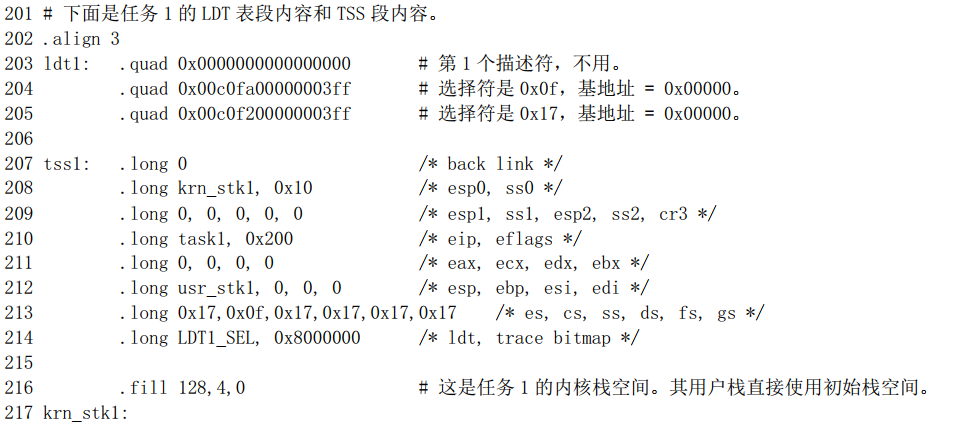 201 # 下面是任务 1 的 LDT 表段内容和 TSS 段内容。
202 .align 3
203 ldt1: .quad 0x0000000000000000 # 第 1 个描述符，不用。
204 .quad 0x00c0fa00000003ff # 选择符是 0x0f，基地址 = 0x00000。
205 .quad 0x00c0f200000003ff # 选择符是 0x17，基地址 = 0x00000。
206
207 tss1: .long 0 /* back link */
208 .long krn_stk1, 0x10 /* esp0, ss0 */
209 .long 0, 0, 0, 0, 0 /* esp1, ss1, esp2, ss2, cr3 */
210 .long task1, 0x200 /* eip, eflags */
211 .long 0, 0, 0, 0 /* eax, ecx, edx, ebx */
212 .long usr_stk1, 0, 0, 0 /* esp, ebp, esi, edi */
213 .long 0x17,0x0f,0x17,0x17,0x17,0x17 /* es, cs, ss, ds, fs, gs */
214 .long LDT1_SEL, 0x8000000 /* ldt, trace bitmap */
215
216 .fill 128,4,0 # 这是任务 1 的内核栈空间。其用户栈直接使用初始栈空间。
217 krn_stk1: